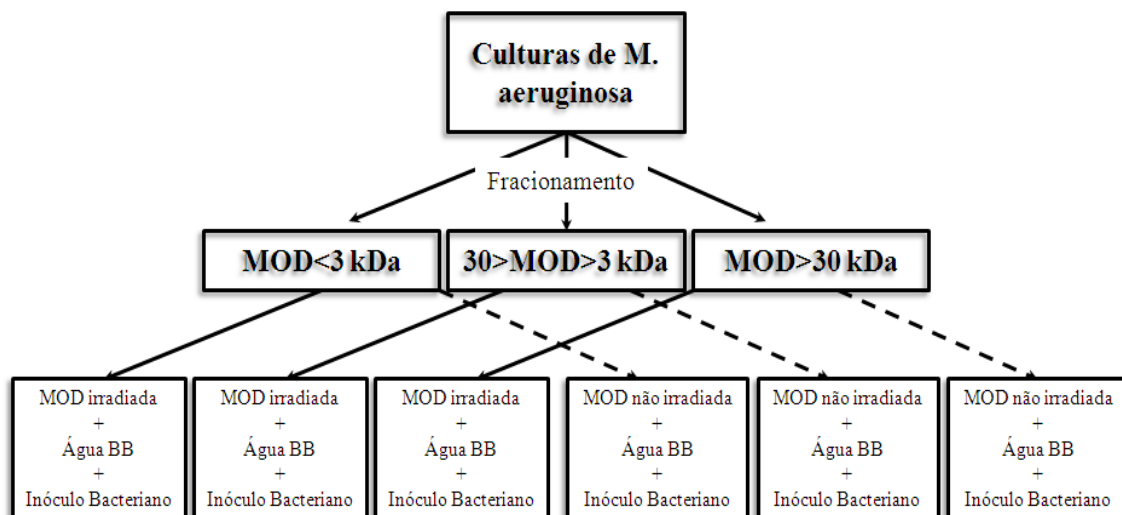 Culturas de M.
aeruginosa
Fracionamento
MOD<3 kDa
30>MOD>3 kDa
MOD>30 kDa
MOD irradiada
+
Água BB
+
Inóculo Bacteriano
MOD irradiada
+
Água BB
+
Inóculo Bacteriano
MOD irradiada
+
Água BB
+
Inóculo Bacteriano
MOD não irradiada
+
Água BB
+
Inóculo Bacteriano
MOD não irradiada
+
Água BB
+
Inóculo Bacteriano
MOD não irradiada
+
Água BB
+
Inóculo Bacteriano